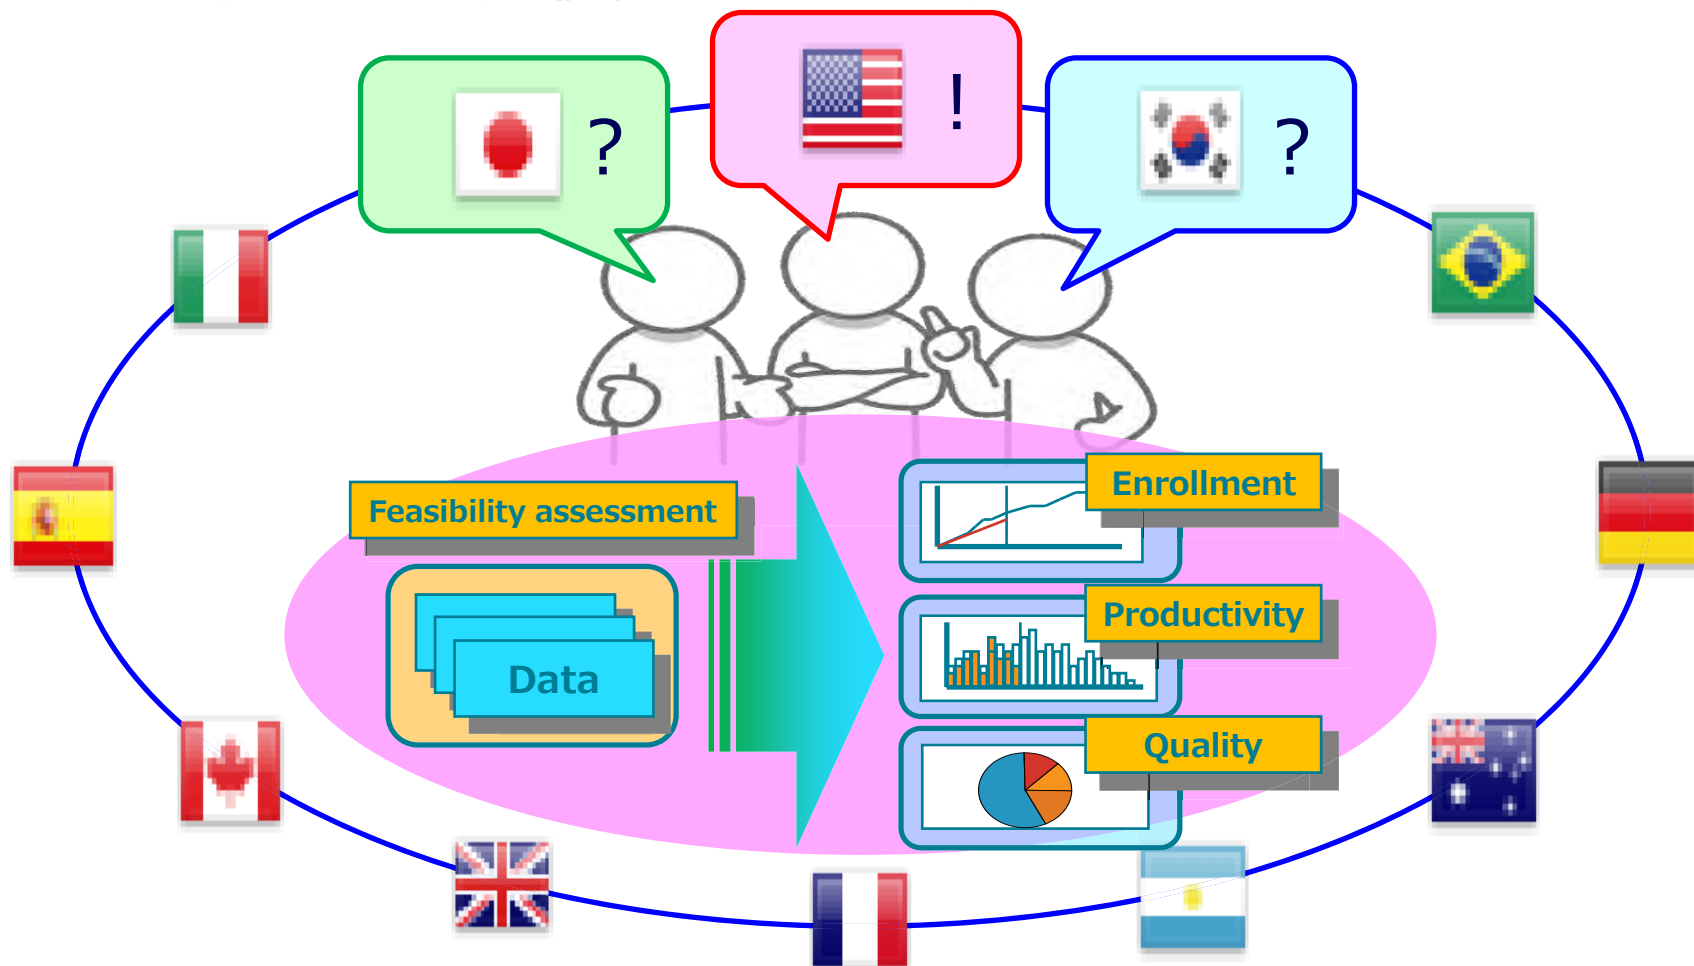 ?
!
?
Feasibility assessment
Data
Enrollment
Productivity
Quality